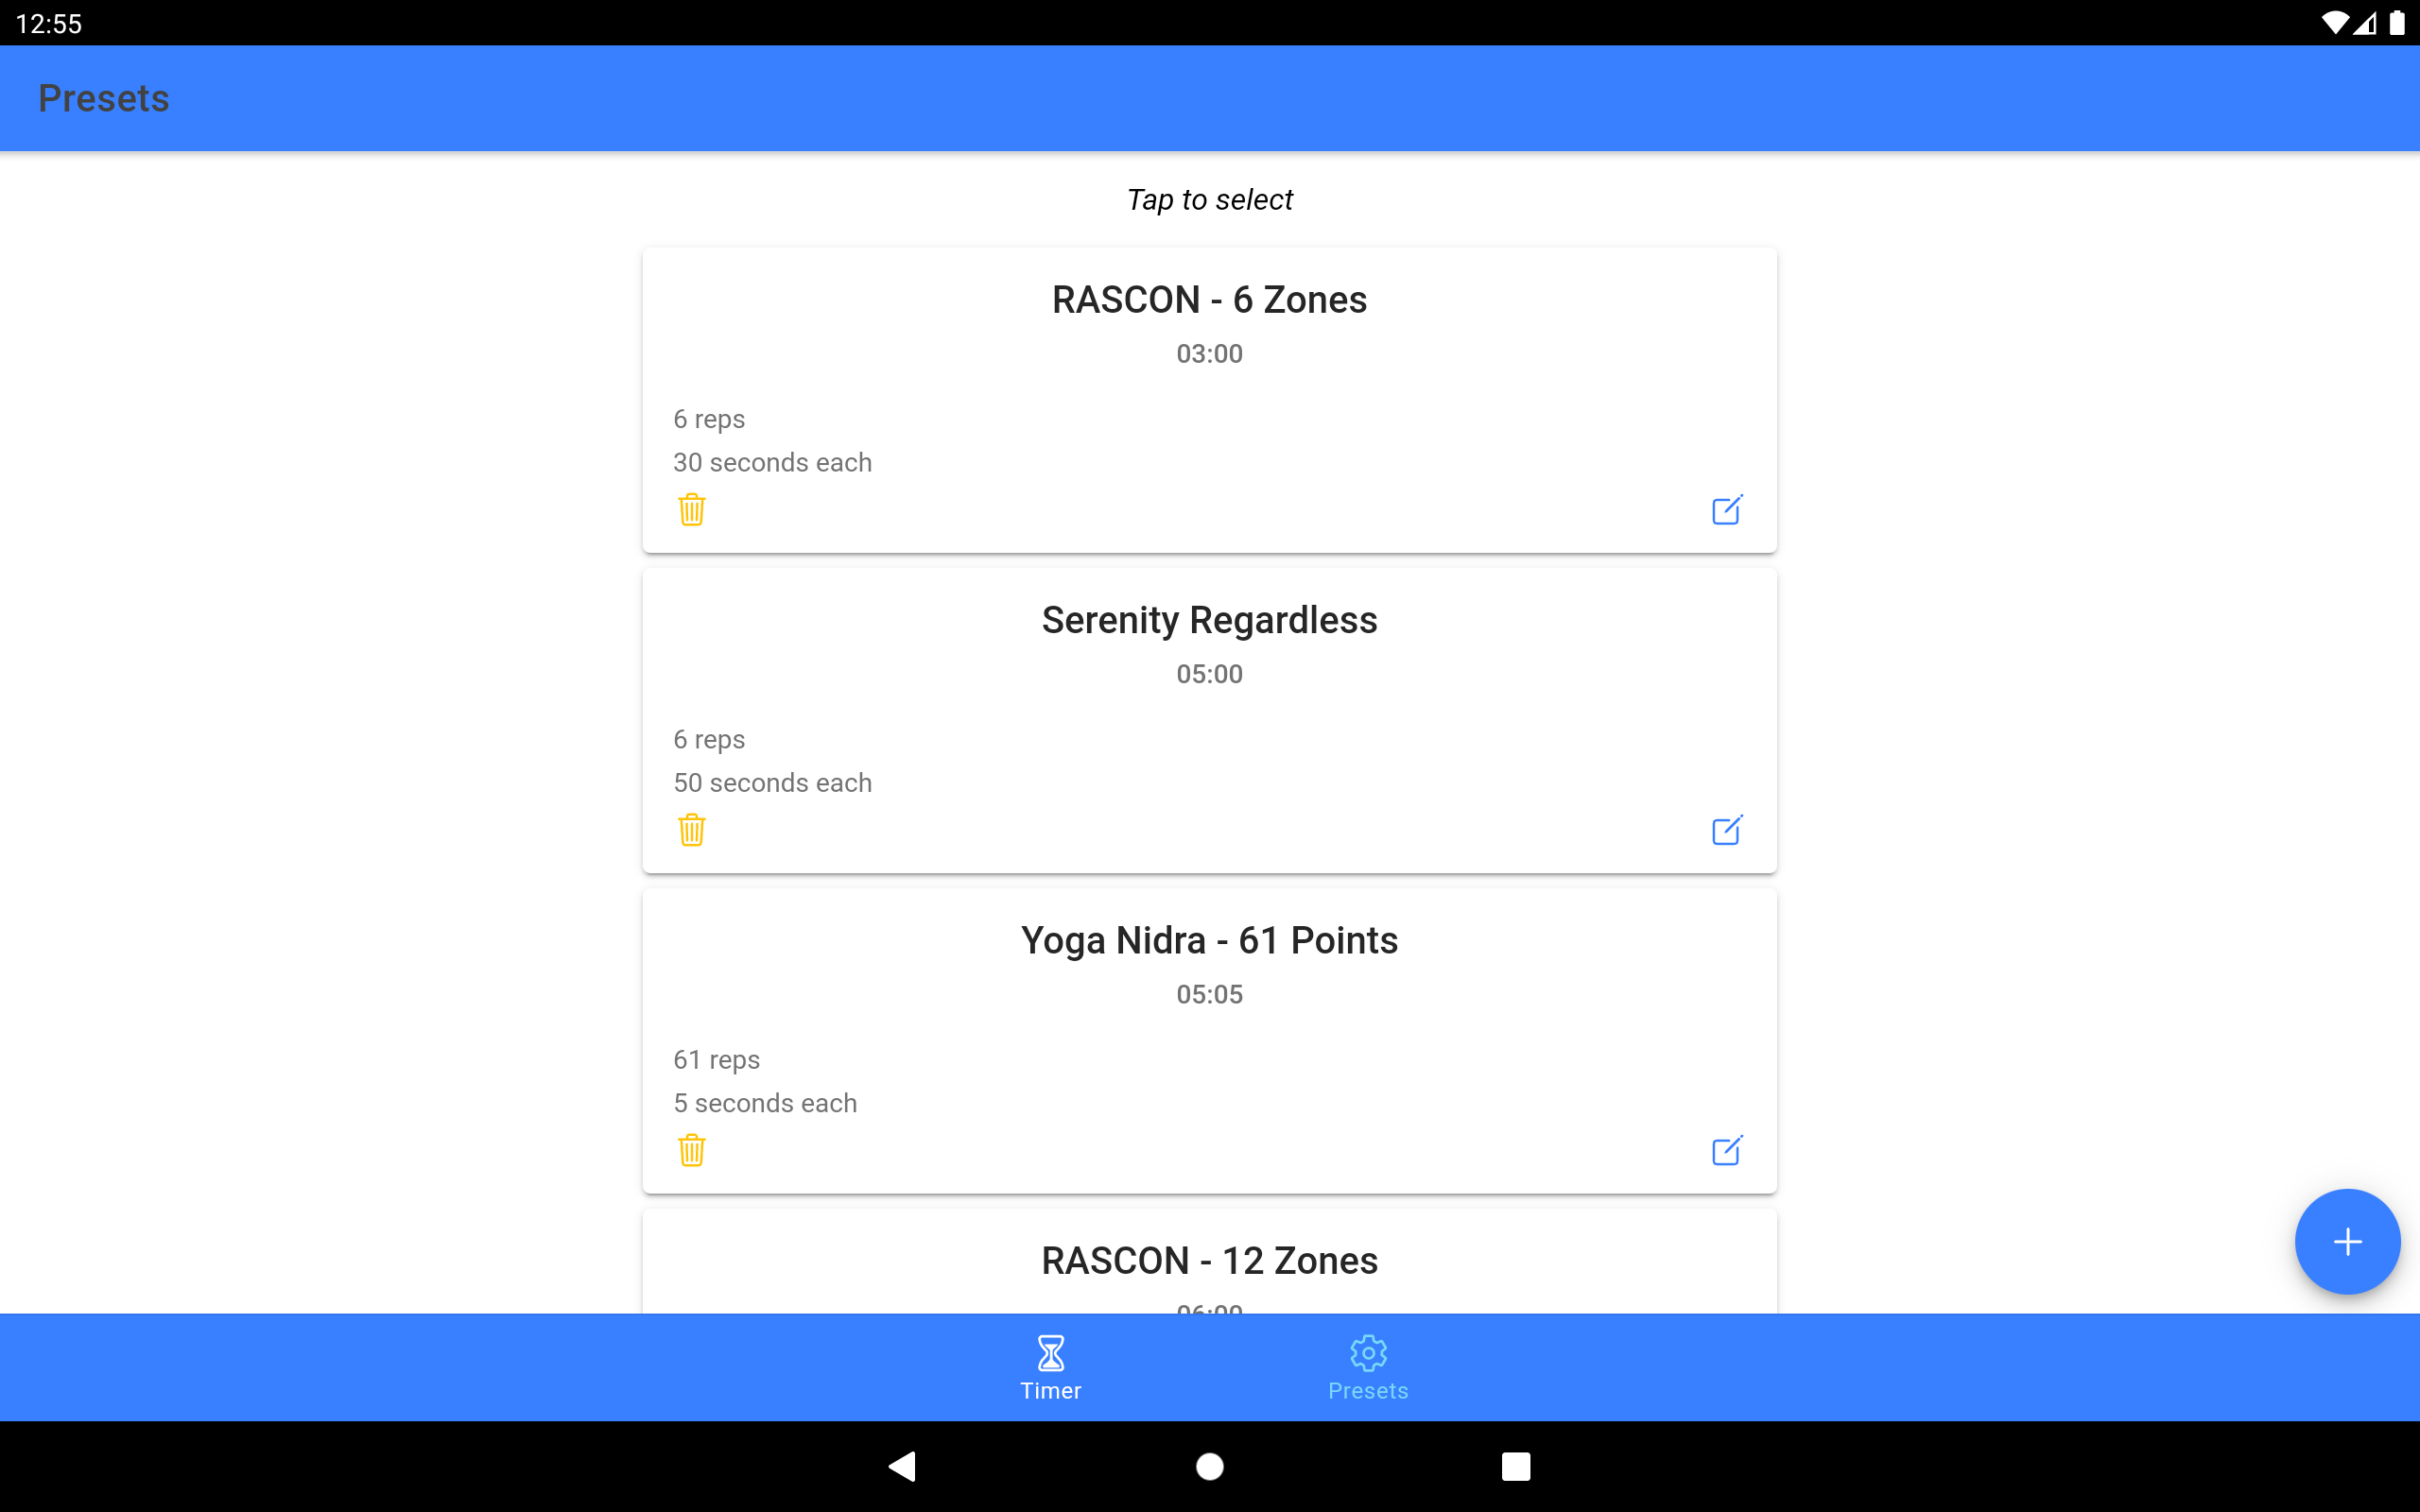 12:55
Presets
Tap to select
RASCON - 6 Zones
03:00
6 reps
30 seconds each
Serenity Regardless
05:00
6 reps
50 seconds each
Yoga Nidra - 61 Points
05:05
61 reps
5 seconds each
RASCON - 12 Zones
06:00
Timer
Presets